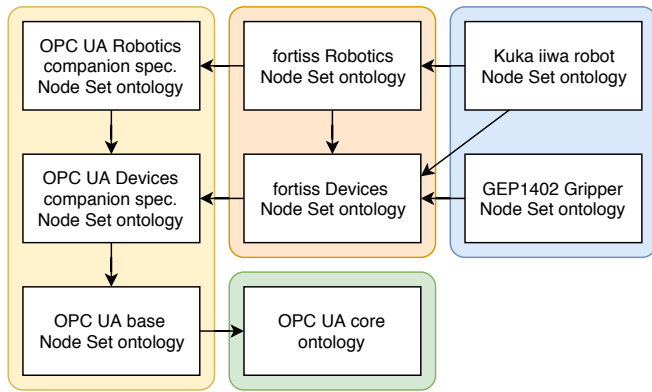 OPC UA Robotics
companion spec.
Node Set ontology
fortiss Robotics
Node Set ontology
Kuka iiwa robot
Node Set ontology
OPC UA Devices
companion spec.
Node Set ontology
fortiss Devices
Node Set ontology
GEP1402 Gripper
Node Set ontology
OPC UA base
Node Set ontology
OPC UA core
ontology